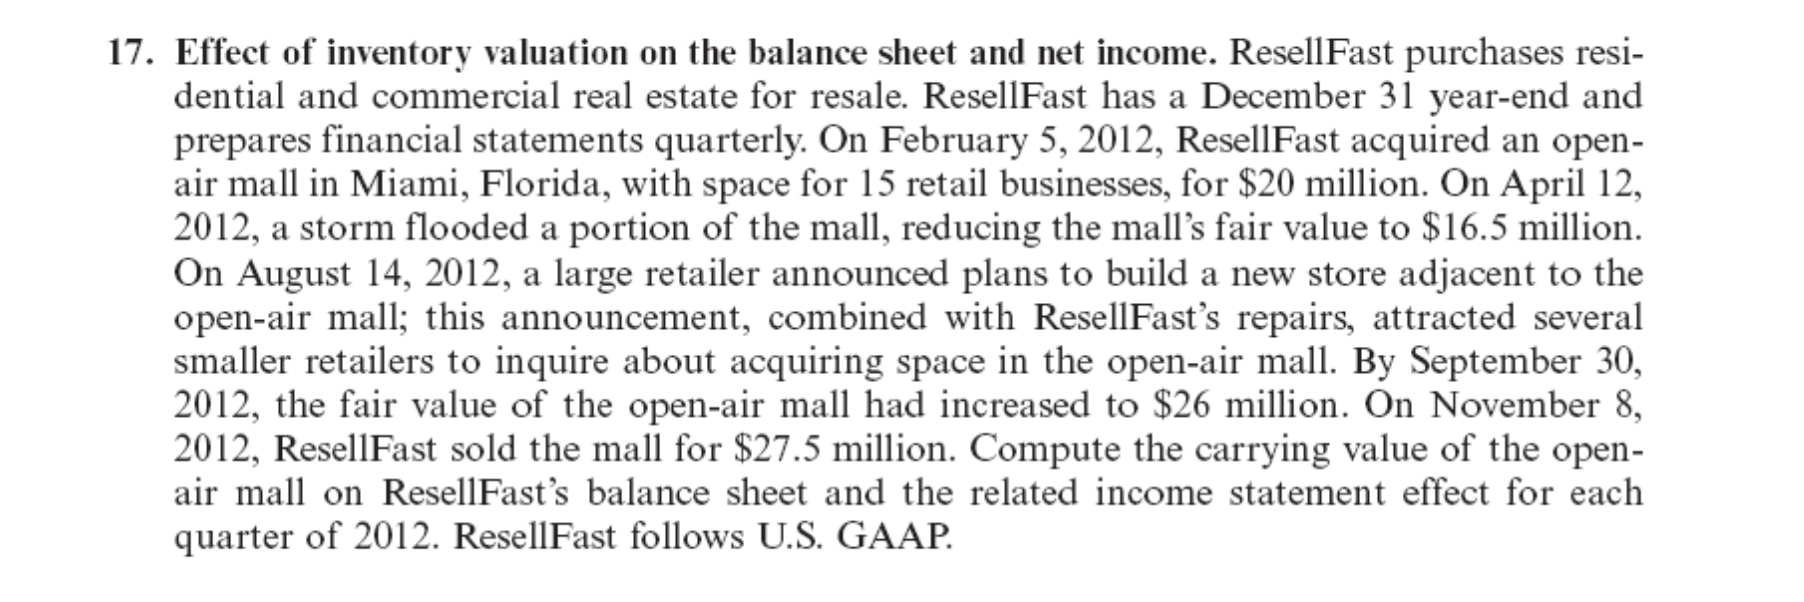 17. Effect of inventory valuation on the balance sheet and net income. ResellFast purchases resi-
dential and commercial real estate for resale. ResellFast has a December 31 year-end and
prepares financial statements quarterly. On February 5, 2012, ResellFast acquired an open-
air mall in Miami, Florida, with space for 15 retail businesses, for $20 million. On April 12,
2012, a storm flooded a portion of the mall, reducing the mall's fair value to $16.5 million.
On August 14, 2012, a large retailer announced plans to build a new store adjacent to the
open-air mall; this announcement, combined with ResellFast's repairs, attracted several
smaller retailers to inquire about acquiring space in the open-air mall. By September 30,
2012, the fair value of the open-air mall had increased to $26 million. On November 8,
2012, ResellFast sold the mall for $27.5 million. Compute the carrying value of the open-
air mall on ResellFast's balance sheet and the related income statement effect for each
quarter of 2012. ResellFast follows U.S. GAAP.